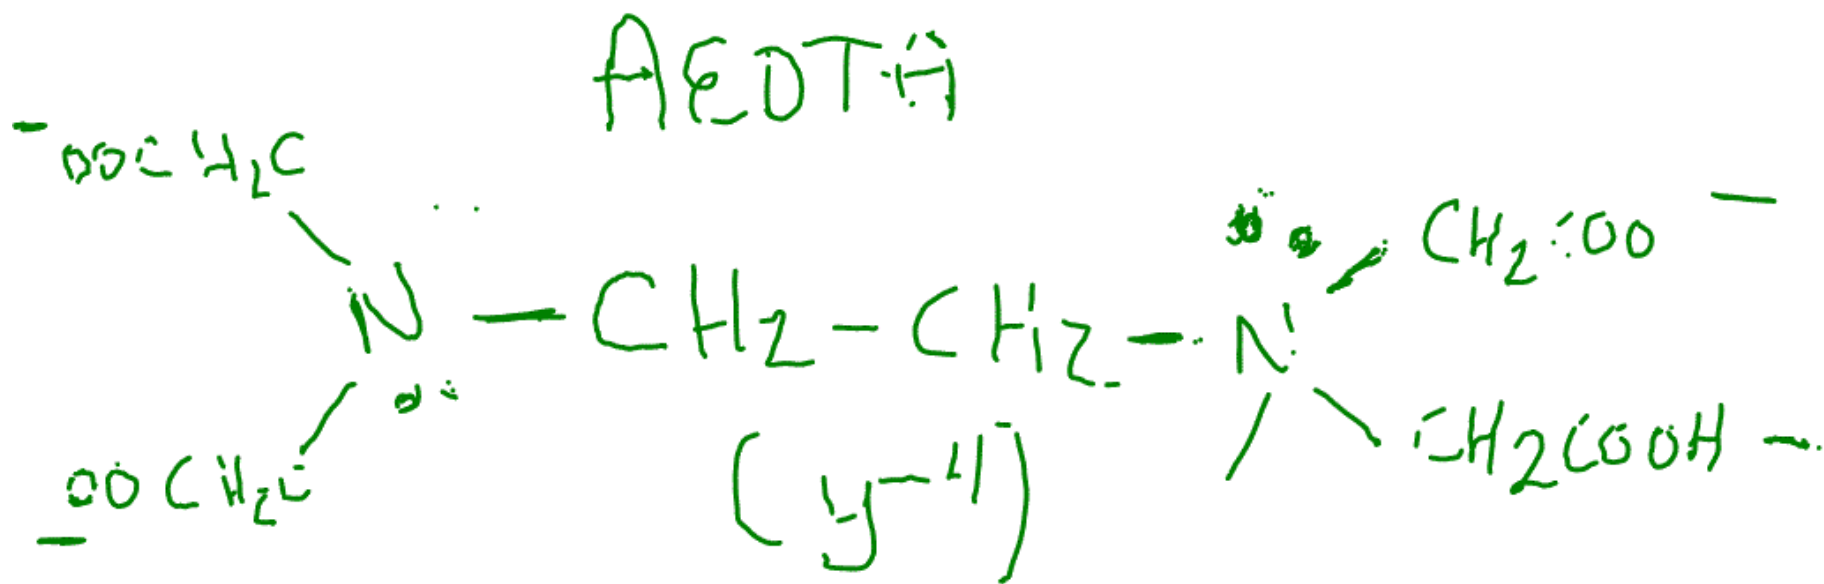 AEDTA
⁻OOCH₂C
CH₂COO⁻
N — CH₂ - CH₂ — N
⁻OOCH₂C
CH₂COOH -
(y⁻⁴)